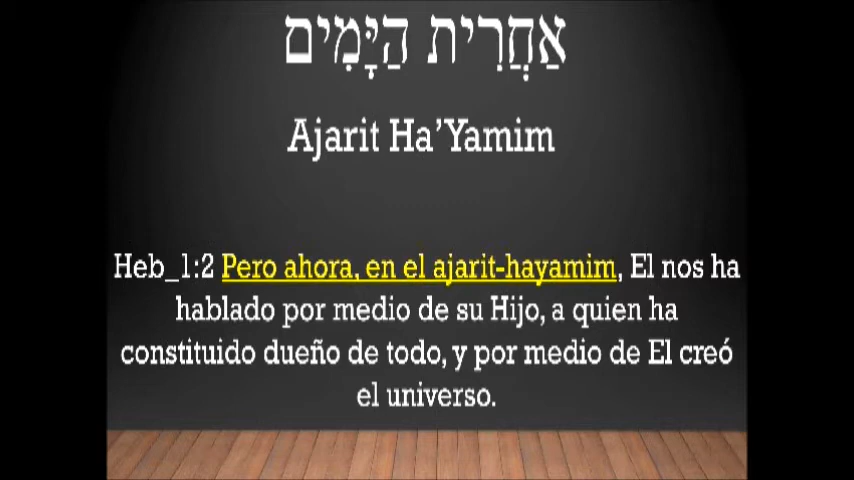 אַחֲרִית הַיָּמִים
Ajarit Ha’Yamim
Heb_1:2 Pero ahora, en el ajarit-hayamim, El nos ha
hablado por medio de su Hijo, a quien ha
constituido dueño de todo, y por medio de El creó
el universo.